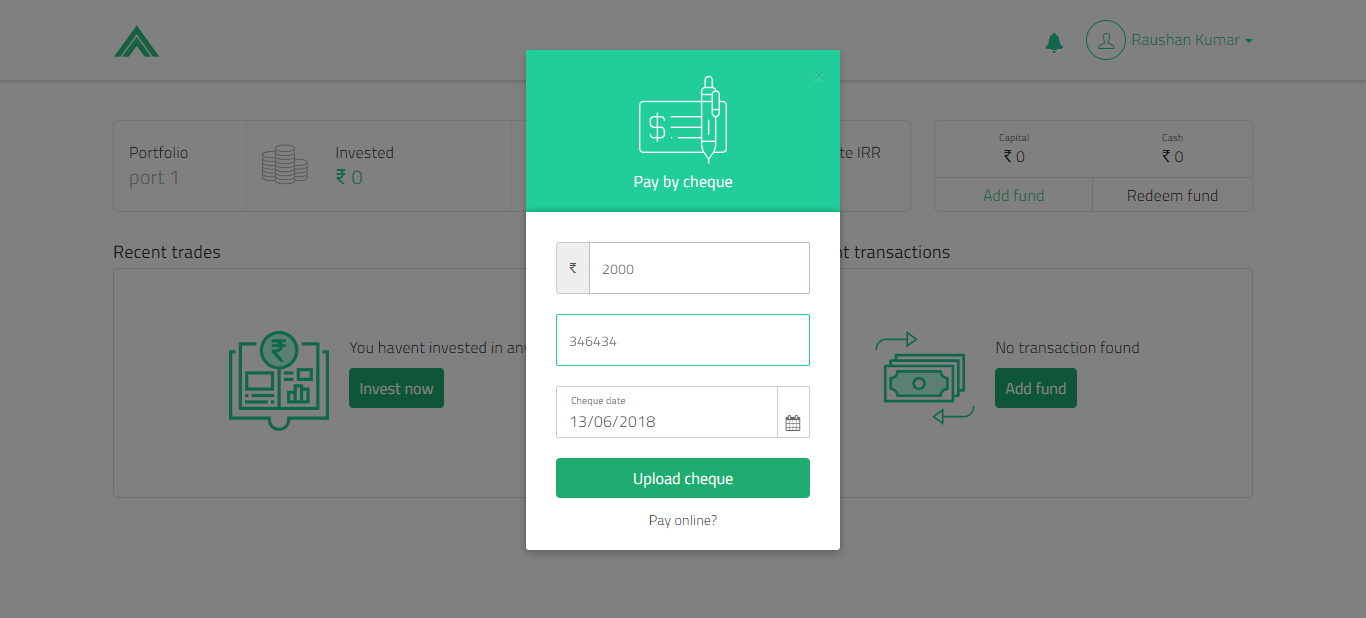 Raushan Kumar
Portfolio
port 1
Invested
₹ 0
te IRR
Capital
₹ 0
Cash
₹ 0
Add fund
Redeem fund
Recent trades
nt transactions
You havent invested in any
Invest now
No transaction found
Add fund
$
Pay by cheque
₹
2000
346434
Cheque date
13/06/2018
Upload cheque
Pay online?